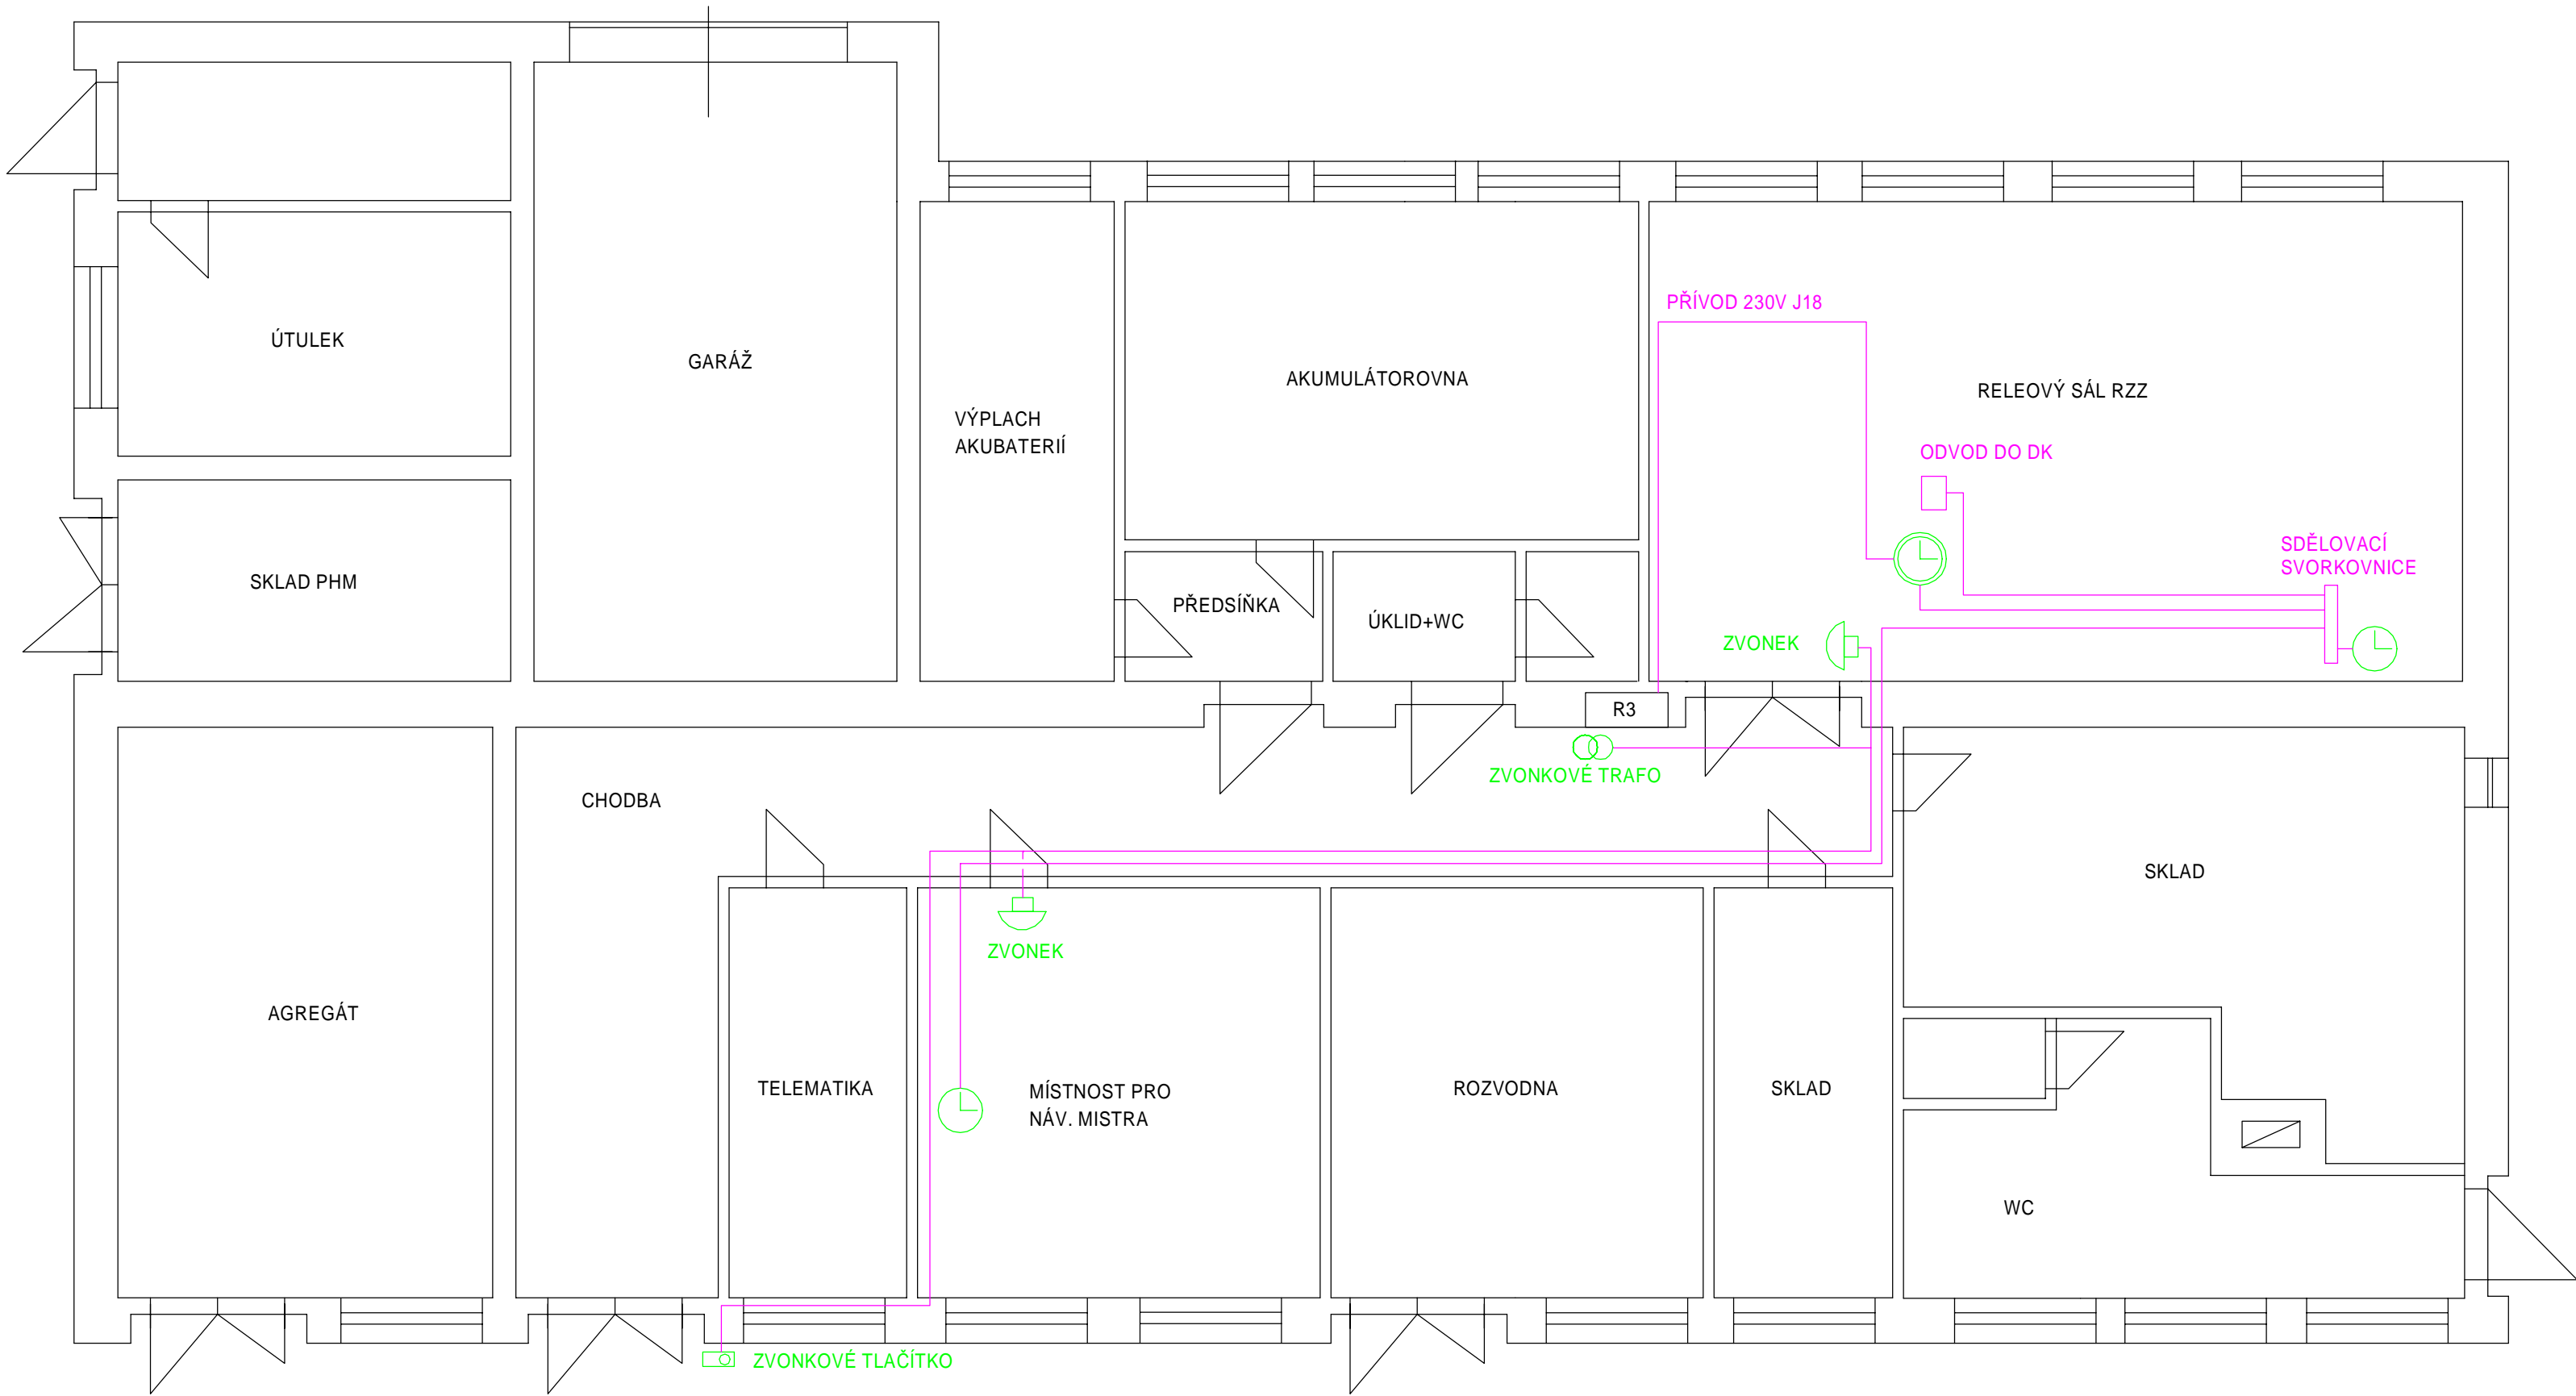 PŘÍVOD 230V J18
ÚTULEK
GARÁŽ
AKUMULÁTOROVNA
RELEOVÝ SÁL RZZ
VÝPLACH
AKUBATERIÍ
ODVOD DO DK
SDĚLOVACÍ
SVORKOVNICE
SKLAD PHM
PŘEDSÍŇKA
ÚKLID+WC
ZVONEK
R3
ZVONKOVÉ TRAFO
CHODBA
SKLAD
ZVONEK
AGREGÁT
TELEMATIKA
MÍSTNOST PRO
NÁV. MISTRA
ROZVODNA
SKLAD
WC
ZVONKOVÉ TLAČÍTKO